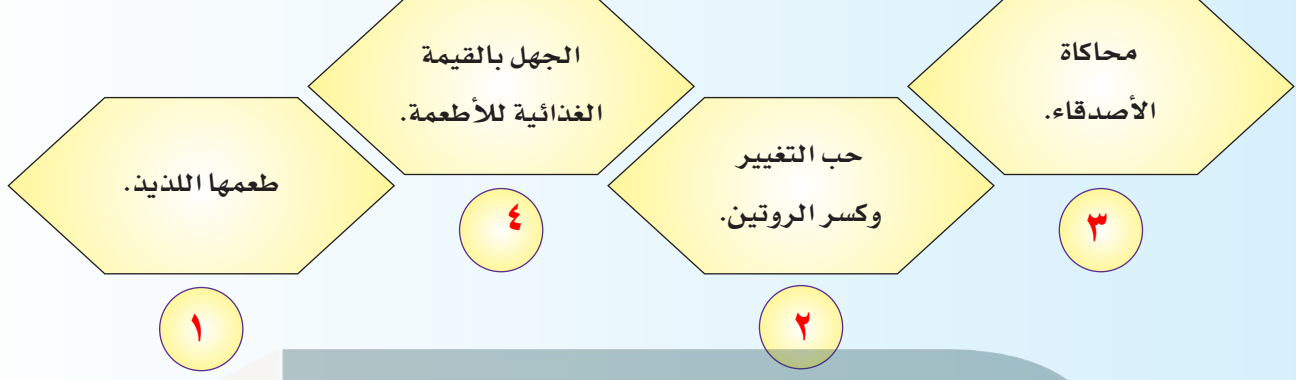 محاكاة
الأصدقاء.
٣
حب التغيير
وكسر الروتين.
٢
الجهل بالقيمة
الغذائية للأطعمة.
٤
طعمها اللذيذ.
١